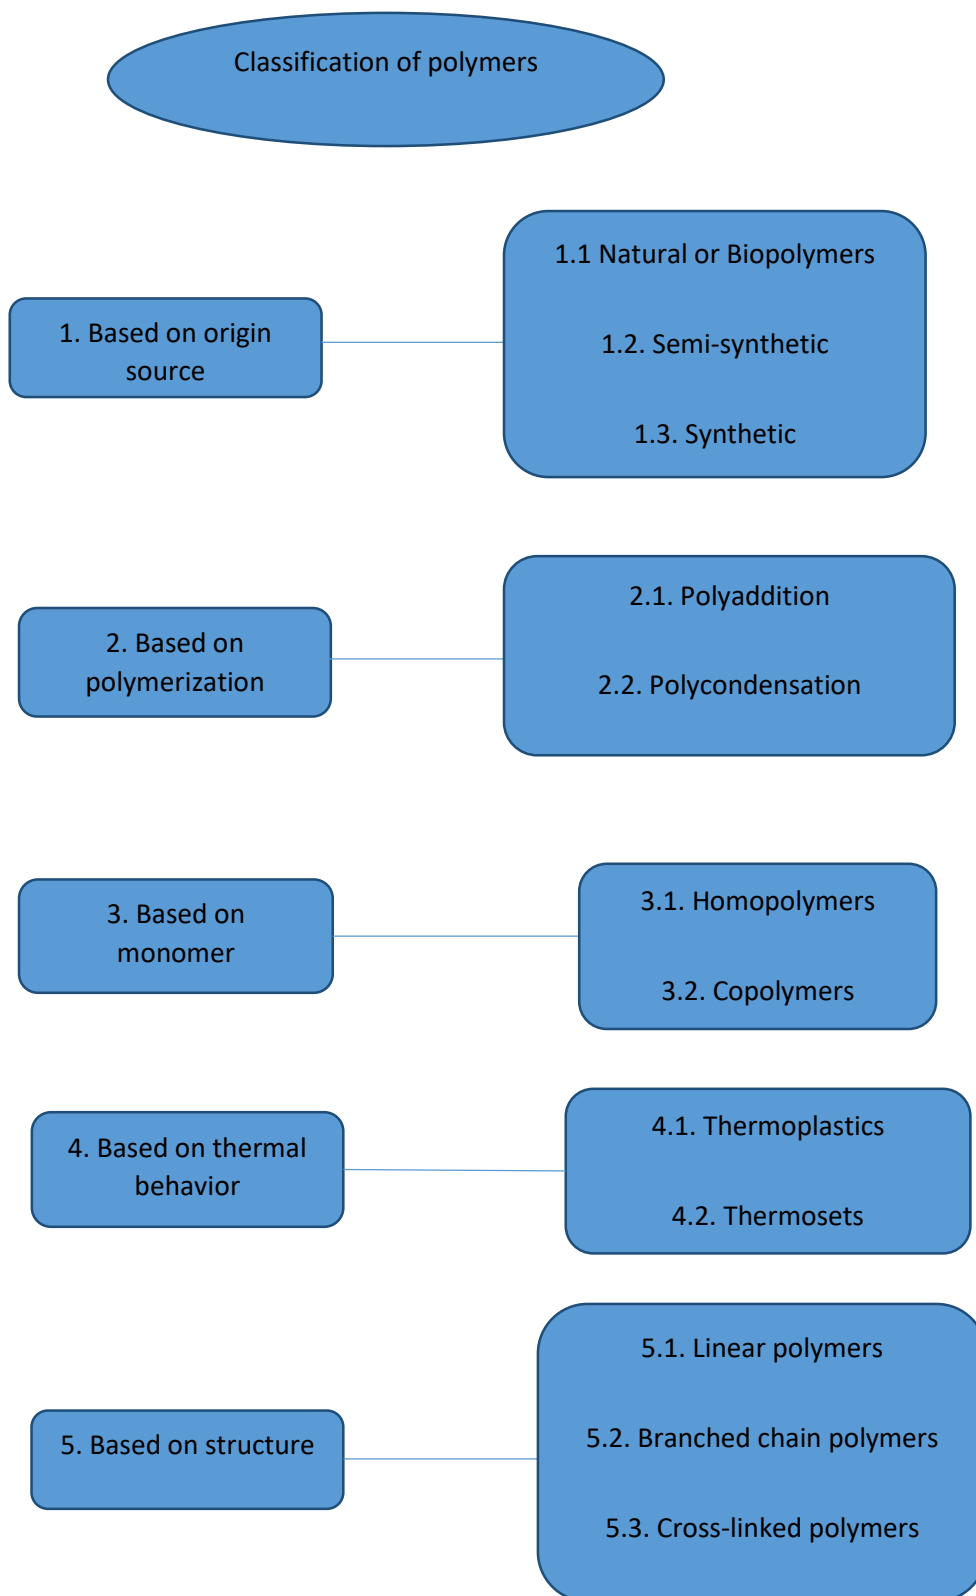 Classification of polymers
1. Based on origin
source
1.1 Natural or Biopolymers
1.2. Semi-synthetic
1.3. Synthetic
2. Based on
polymerization
2.1. Polyaddition
2.2. Polycondensation
3. Based on
monomer
3.1. Homopolymers
3.2. Copolymers
4. Based on thermal
behavior
4.1. Thermoplastics
4.2. Thermosets
5. Based on structure
5.1. Linear polymers
5.2. Branched chain polymers
5.3. Cross-linked polymers